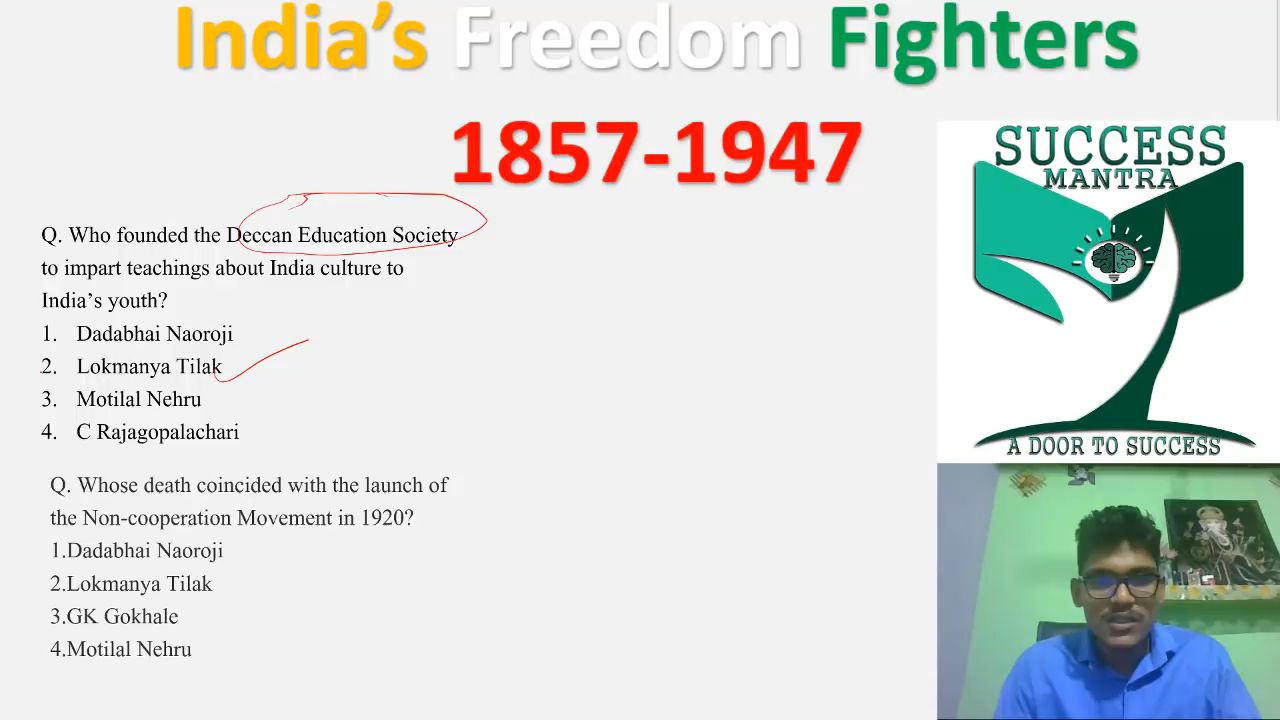 India's Freedom Fighters
1857-1947
SUCCESS
MANTRA
Q. Who founded the Deccan Education Society
to impart teachings about India culture to
India's youth?
1. Dadabhai Naoroji
2. Lokmanya Tilak
3. Motilal Nehru
4. C Rajagopalachari
A DOOR TO SUCCESS
Q. Whose death coincided with the launch of
the Non-cooperation Movement in 1920?
1.Dadabhai Naoroji
2.Lokmanya Tilak
3.GK Gokhale
4.Motilal Nehru